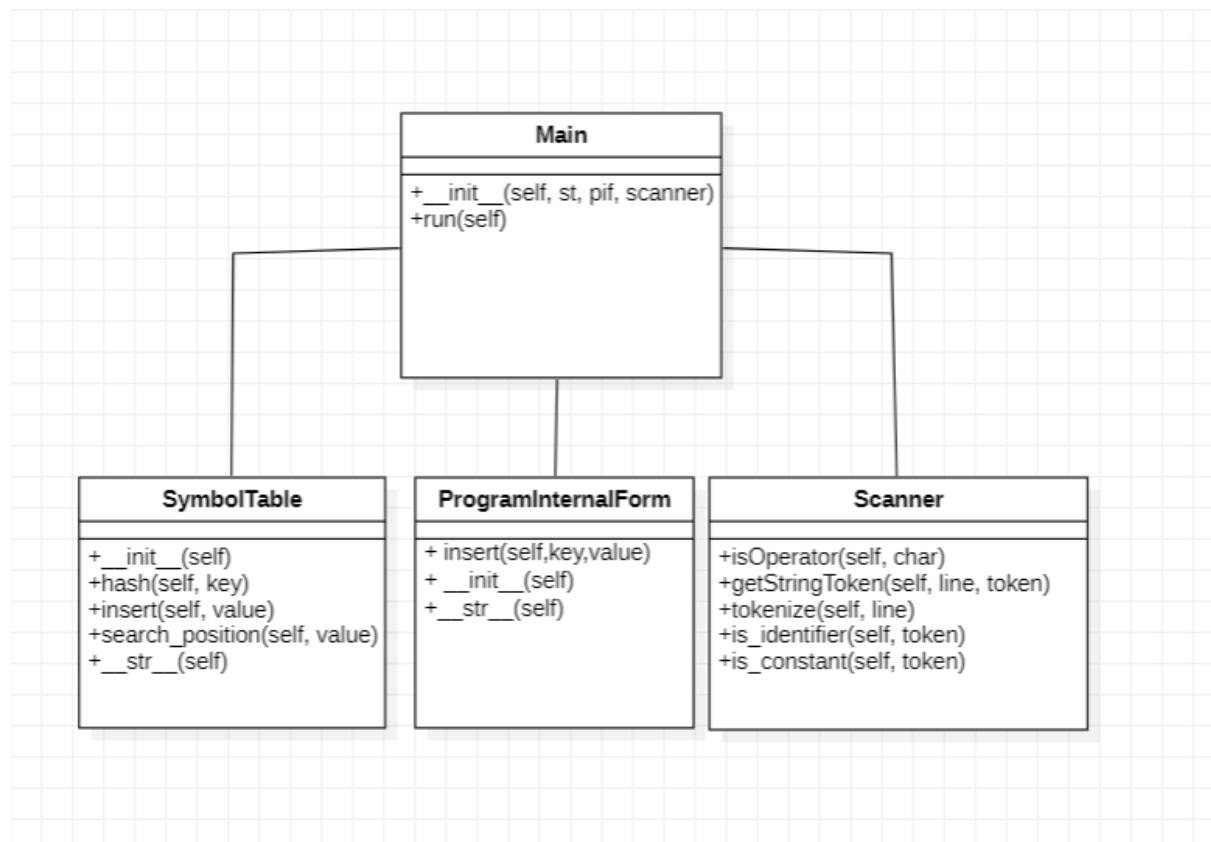 Main
+__init__(self, st, pif, scanner)
+run(self)
SymbolTable
+__init__(self)
+hash(self, key)
+insert(self, value)
+search_position(self, value)
+__str__(self)
ProgramInternalForm
+ insert(self,key,value)
+ __init__(self)
+__str__(self)
Scanner
+isOperator(self, char)
+getStringToken(self, line, token)
+tokenize(self, line)
+is_identifier(self, token)
+is_constant(self, token)